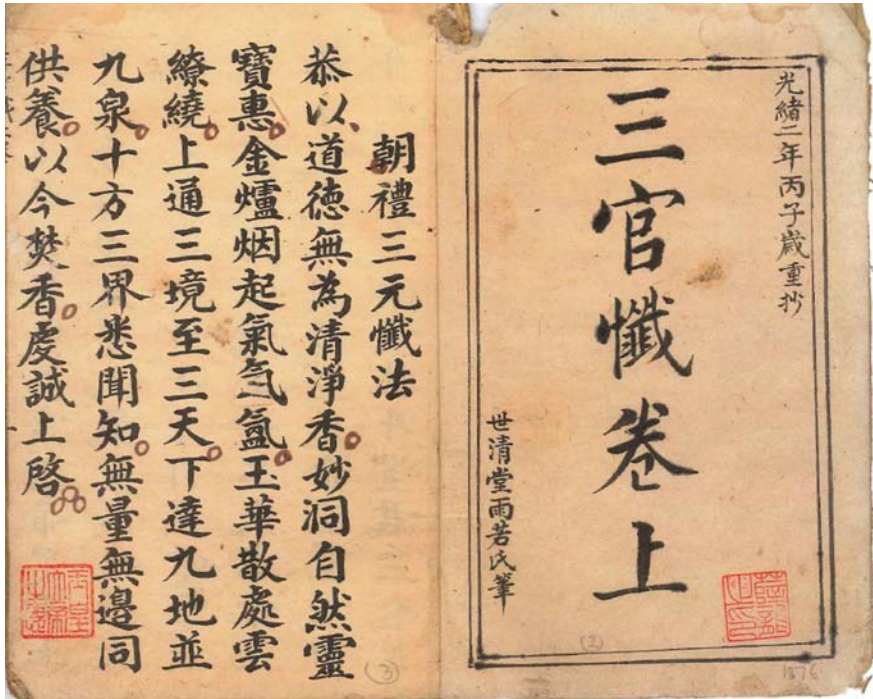 光緒二年丙子歲重抄
三官懺卷上
世清堂雨若氏筆
(2)
1876
朝禮三元懺法
恭以道德無為清淨香妙洞自然靈
寶惠金爐烟起氣氤氳玉華散處雲
繚繞上通三境至三天下達九地並
九泉十方三界悉聞知無量無邊同
供養以今焚香虔誠上啓
3